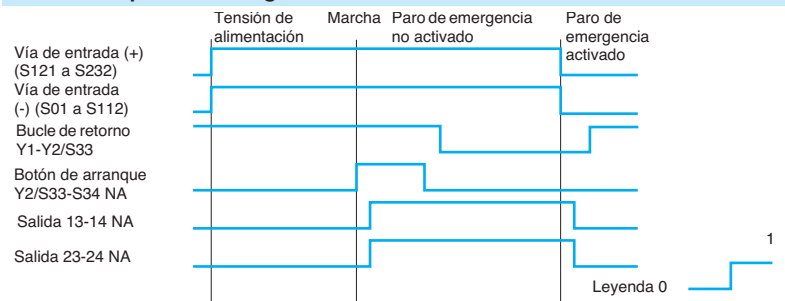 Tensión de
alimentación
Marcha
Paro de emergencia
no activado
Paro de
emergencia
activado
Vía de entrada (+)
(S121 a S232)
Vía de entrada
(-) (S01 a S112)
Bucle de retorno
Y1-Y2/S33
Botón de arranque
Y2/S33-S34 NA
Salida 13-14 NA
Salida 23-24 NA
1
Leyenda 0